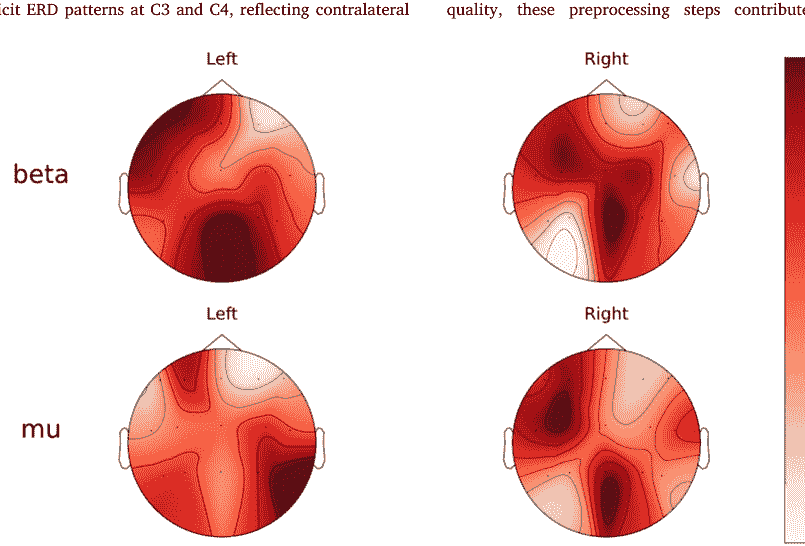 icit ERD patterns at C3 and C4, reflecting contralateral
quality, these preprocessing steps contribute
Left
Right
beta
Left
Right
mu